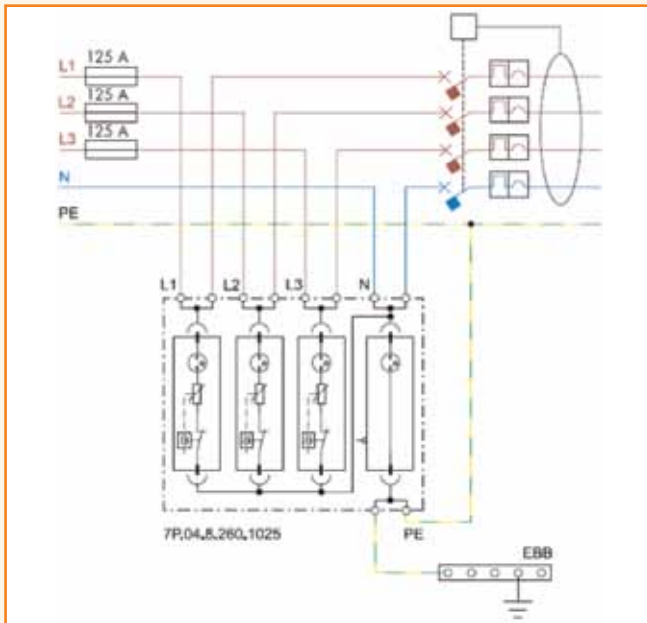 125 A
L1
125 A
L2
125 A
L3
N
PE
L1 L2 L3 N
7P.04.8.260.1025 PE
EBB